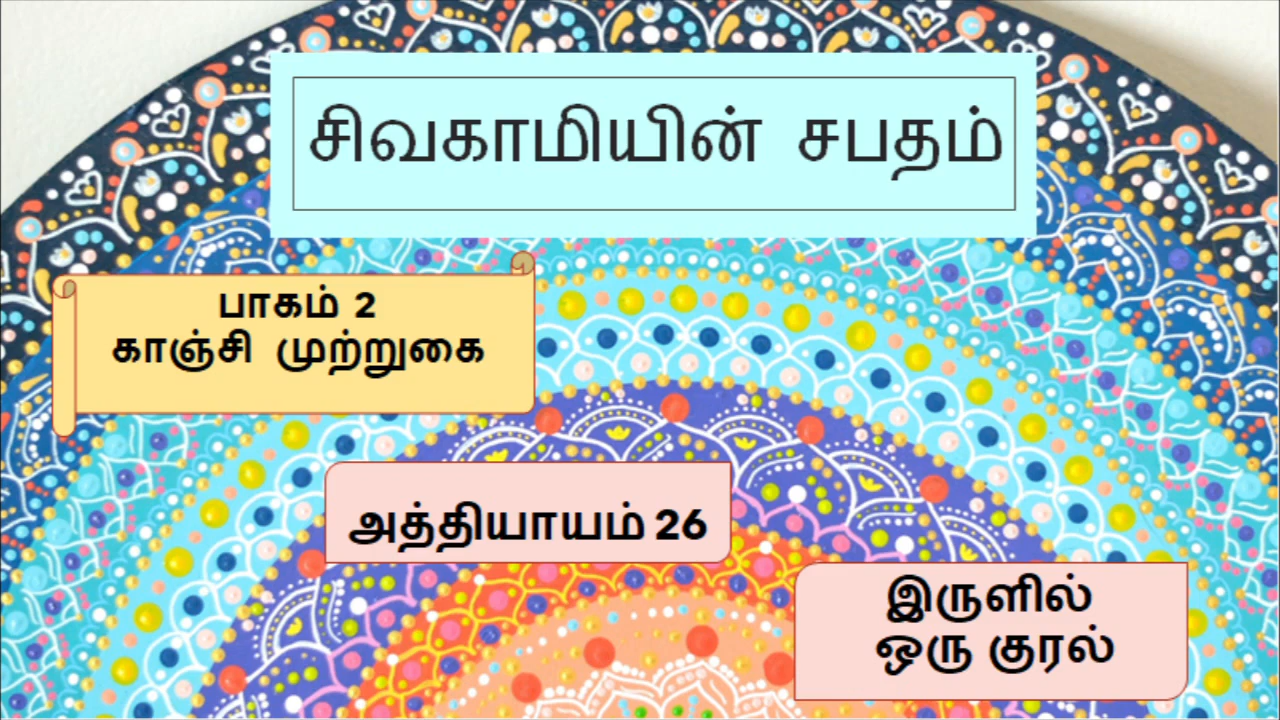 சிவகாமியின் சபதம்
பாகம் 2
காஞ்சி முற்றுகை
அத்தியாயம் 26
இருளில்
ஒரு குரல்